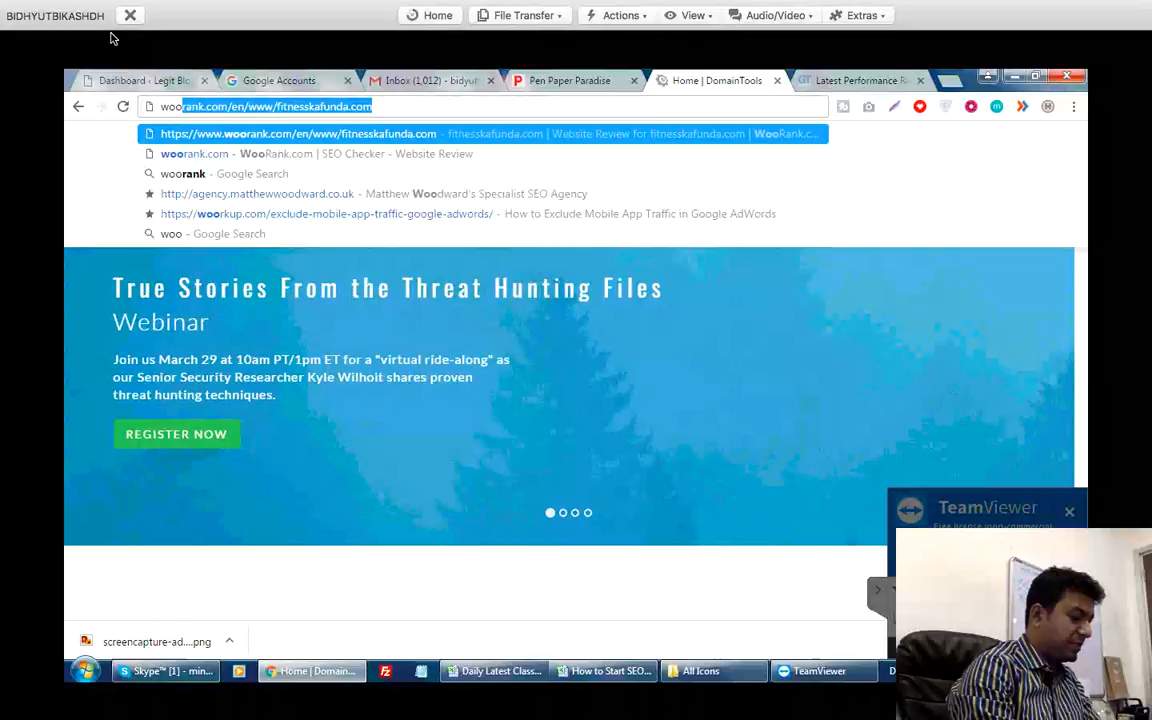 BIDHYUTBIKASHDH
Home
File Transfer
Actions
View
Audio/Video
Extras
Dashboard ‹ Legit Blo
Google Accounts
Inbox (1,012) - bidyut
Pen Paper Paradise
Home | DomainTools
Latest Performance R
woorank.com/en/www/fitnesskafunda.com
https://www.woorank.com/en/www/fitnesskafunda.com - fitnesskafunda.com | Website Review for fitnesskafunda.com | WooRank.c...
woorank.com - WooRank.com | SEO Checker - Website Review
woorank - Google Search
http://agency.matthewwoodward.co.uk - Matthew Woodward's Specialist SEO Agency
https://woorkup.com/exclude-mobile-app-traffic-google-adwords/ - How to Exclude Mobile App Traffic in Google AdWords
woo - Google Search
True Stories From the Threat Hunting Files
Webinar
Join us March 29 at 10am PT/1pm ET for a "virtual ride-along" as
our Senior Security Researcher Kyle Wilhoit shares proven
threat hunting techniques.
REGISTER NOW
TeamViewer
screencapture-ad....png
Skype™ [1] - min...
Home | Domain...
Fz
Daily Latest Class...
How to Start SEO...
All Icons
TeamViewer